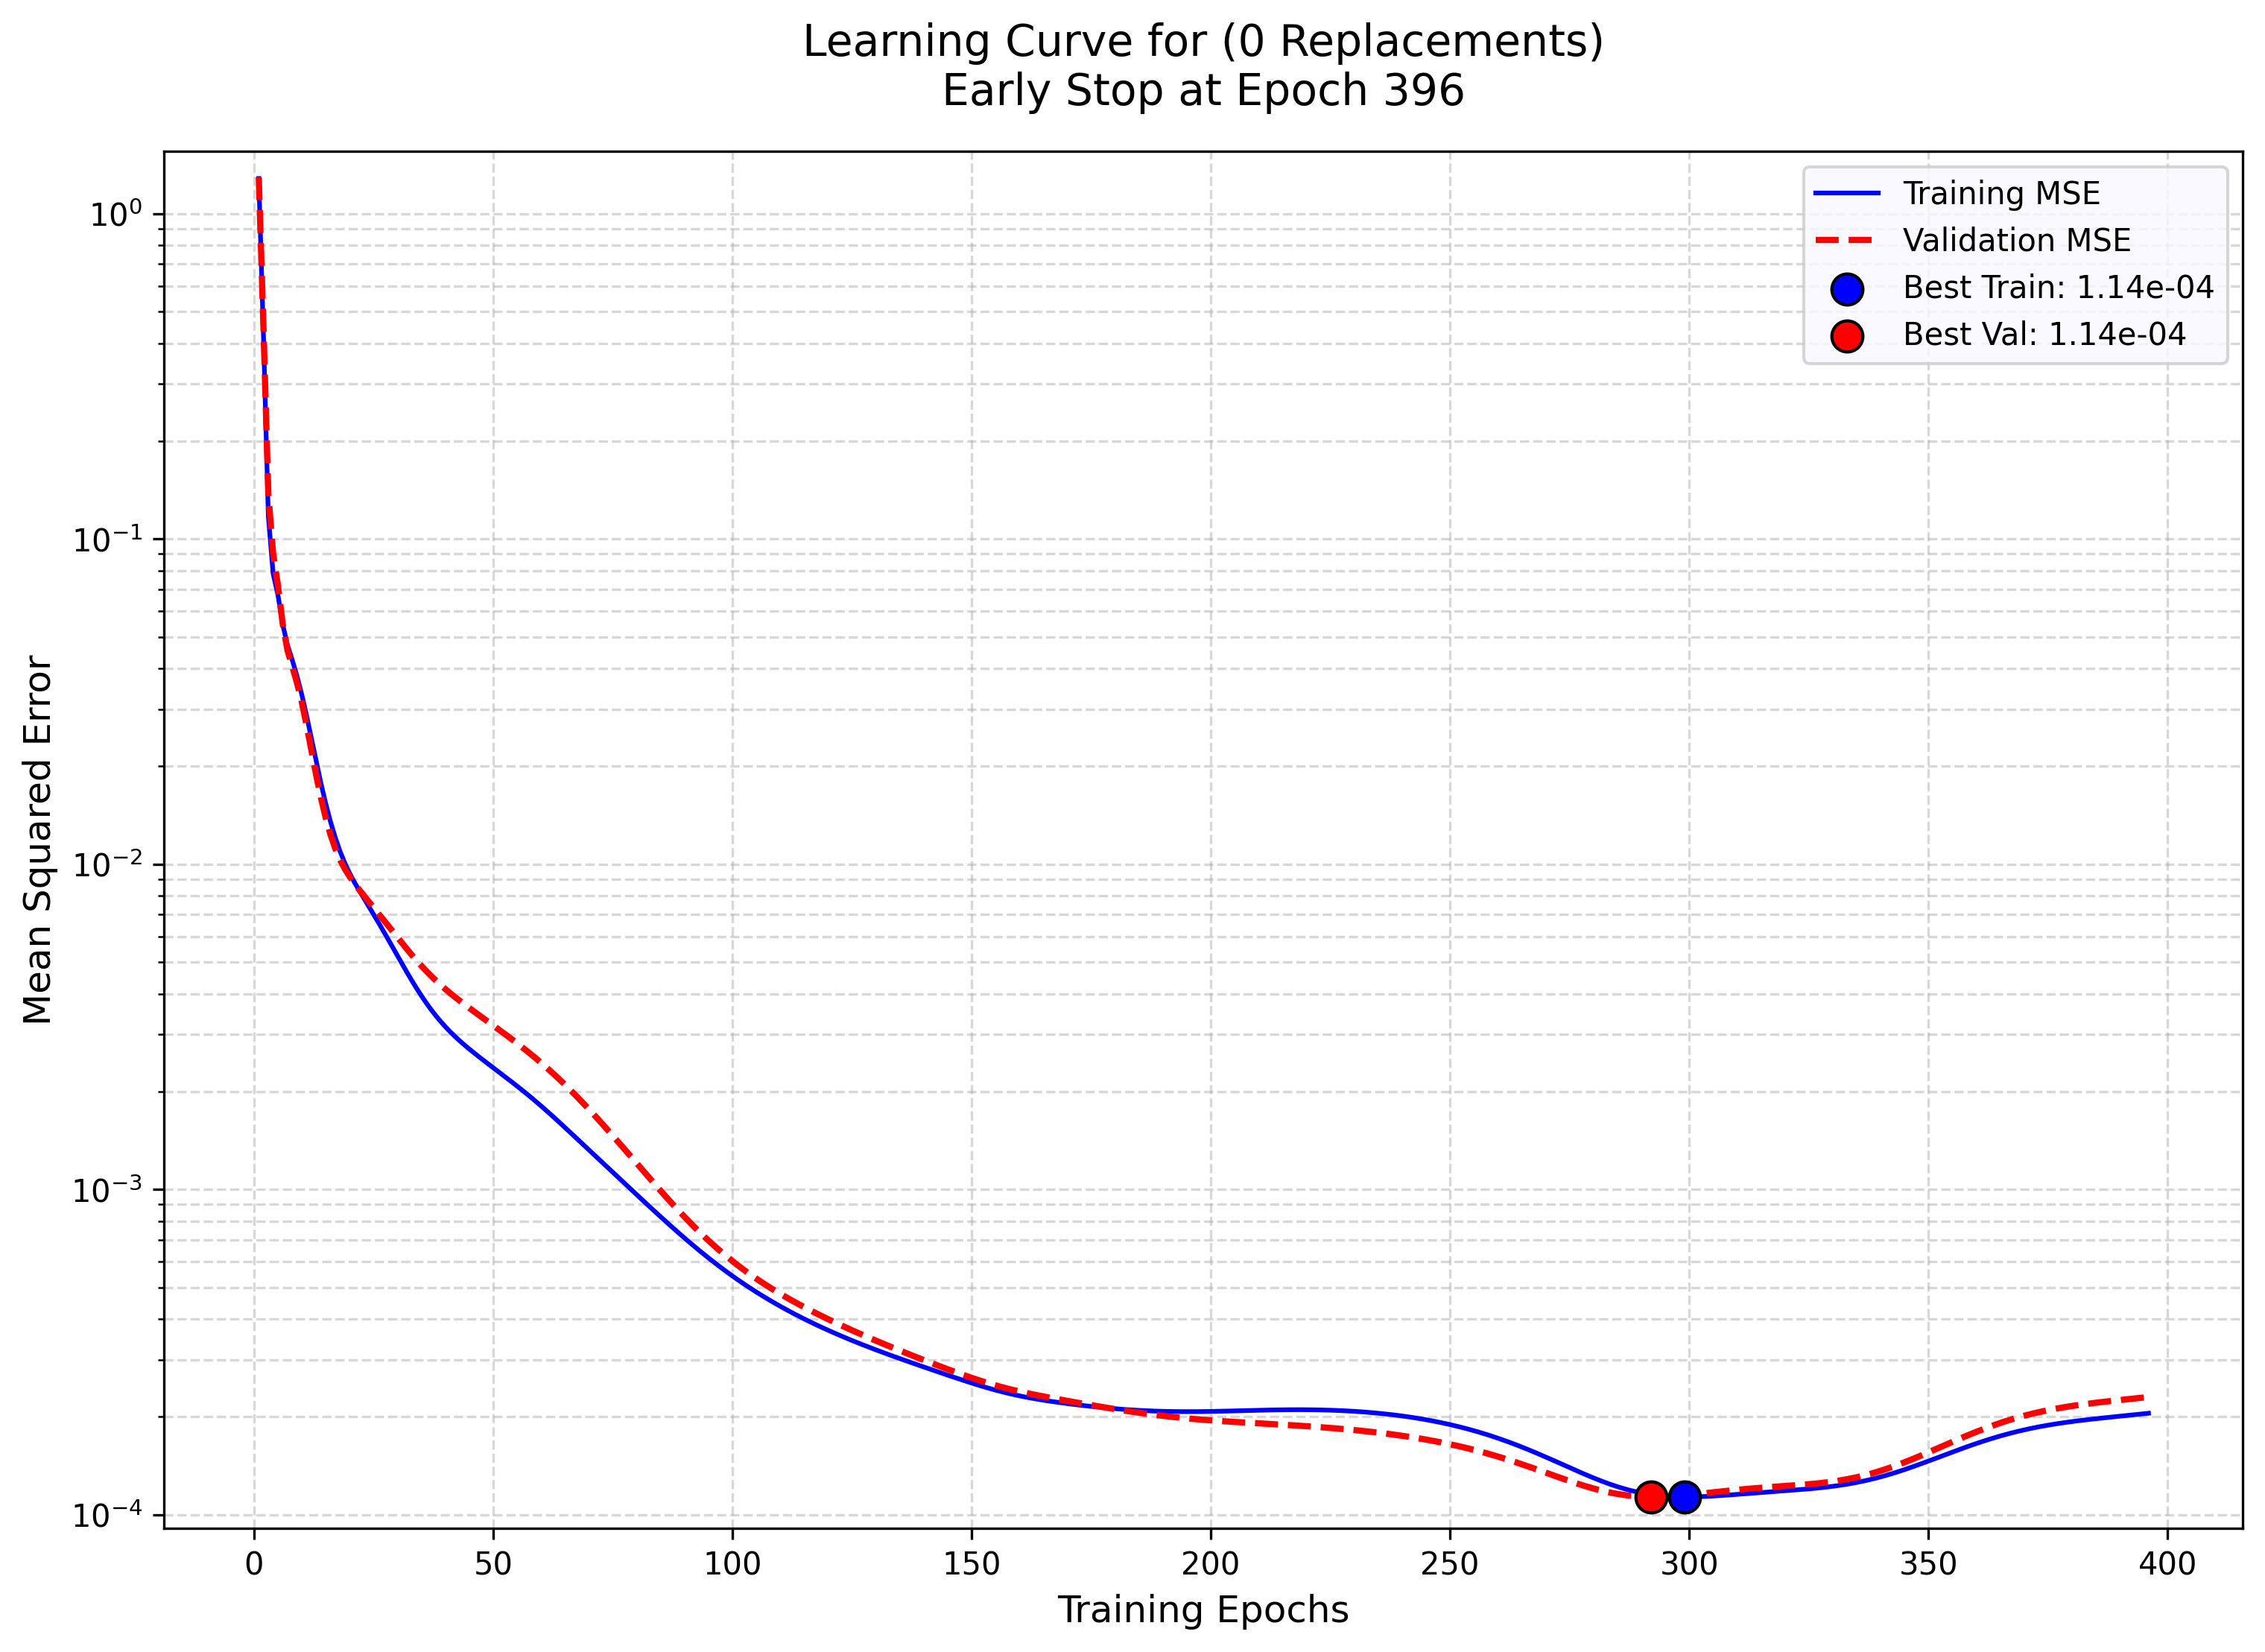 Learning Curve for (0 Replacements)
Early Stop at Epoch 396
Training MSE
Validation MSE
Best Train: 1.14e-04
Best Val: 1.14e-04
Mean Squared Error
10⁰
10⁻¹
10⁻²
10⁻³
10⁻⁴
0 50 100 150 200 250 300 350 400
Training Epochs